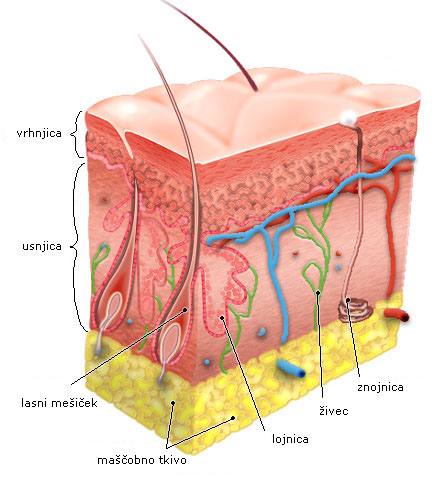 vrhnjica
usnjica
lasni mešiček
maščobno tkivo
lojnica
živec
znojnica